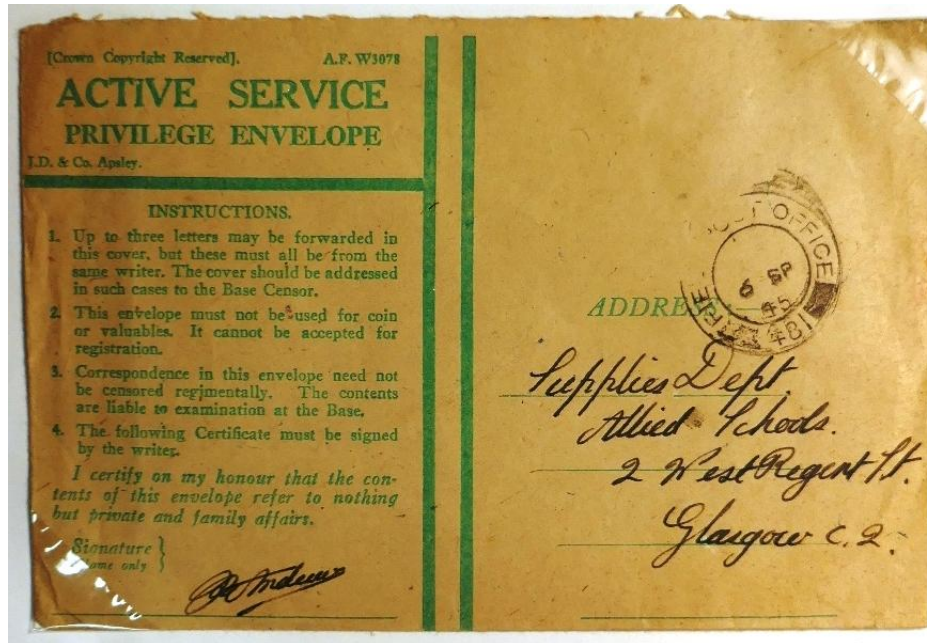 [Crown Copyright Reserved]. A.F. W3078
ACTIVE SERVICE
PRIVILEGE ENVELOPE
J.D. & Co. Apsley.
INSTRUCTIONS.
1. Up to three letters may be forwarded in
this cover, but these must all be from the
same writer. The cover should be addressed
in such cases to the Base Censor.
2. This envelope must not be used for coin
or valuables. It cannot be accepted for
registration.
3. Correspondence in this envelope need not
be censored regimentally. The contents
are liable to examination at the Base.
4. The following Certificate must be signed
by the writer.
I certify on my honour that the con-
tents of this envelope refer to nothing
but private and family affairs.
Signature }
Name only
POST OFFICE
6 SP
45
481
ADDRESS:—
Supplies Dept.
Allied Schools.
2 West Regent St.
Glasgow C.2.